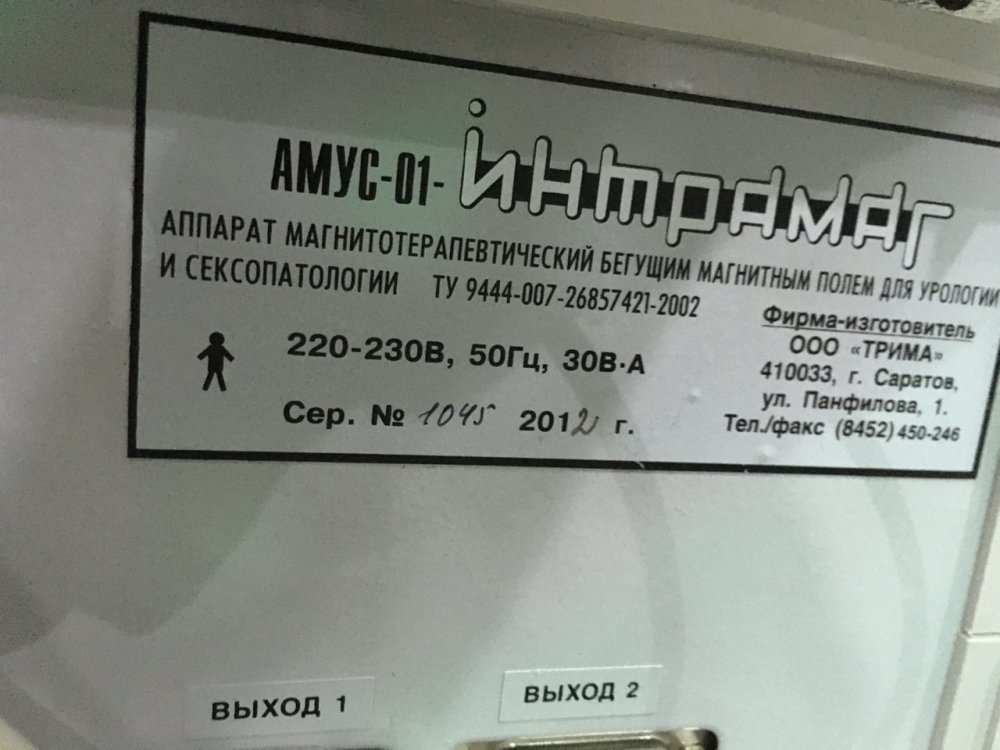 АМУС-01-интрамаг
АППАРАТ МАГНИТОТЕРАПЕВТИЧЕСКИЙ БЕГУЩИМ МАГНИТНЫМ ПОЛЕМ ДЛЯ УРОЛОГИИ
И СЕКСОПАТОЛОГИИ ТУ 9444-007-26857421-2002
220-230В, 50Гц, 30В·А
Сер. № 1045 2012 г.
Фирма-изготовитель
ООО «ТРИМА»
410033, г. Саратов,
ул. Панфилова, 1.
Тел./факс (8452) 450-246
ВЫХОД 1
ВЫХОД 2